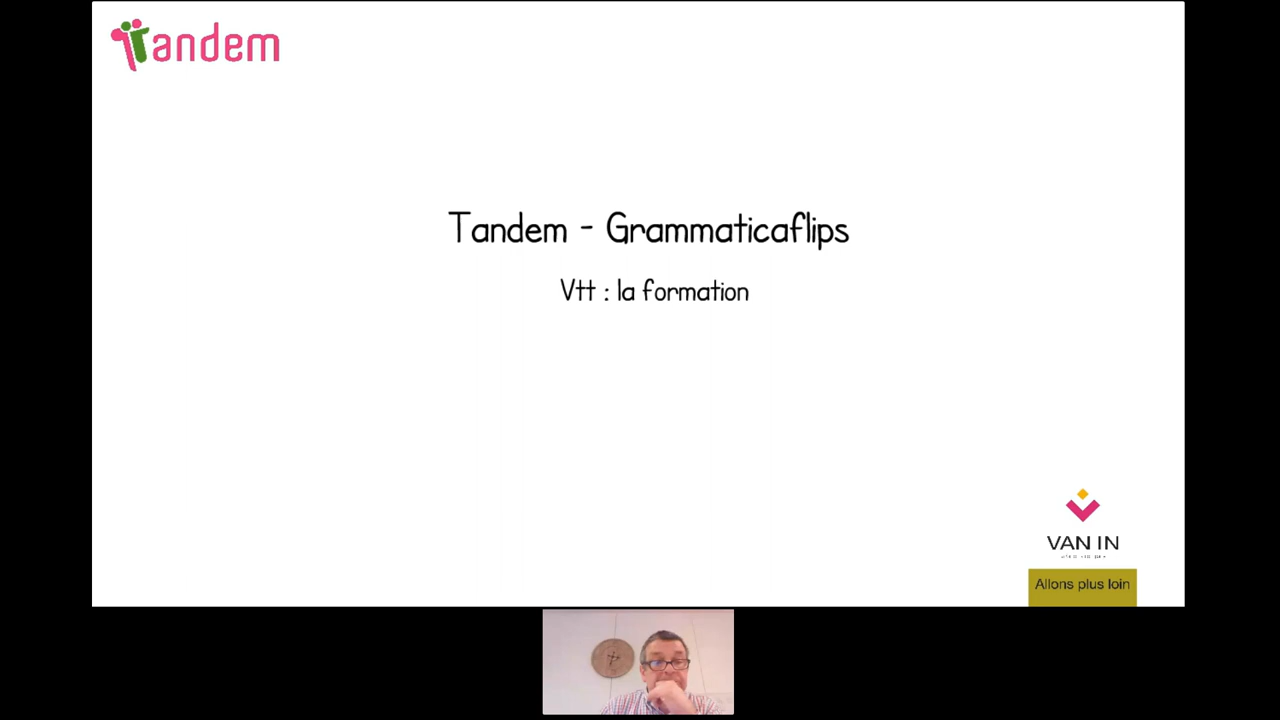 Tandem
Tandem - Grammaticaflips
Vtt : la formation
VAN IN
Allons plus loin